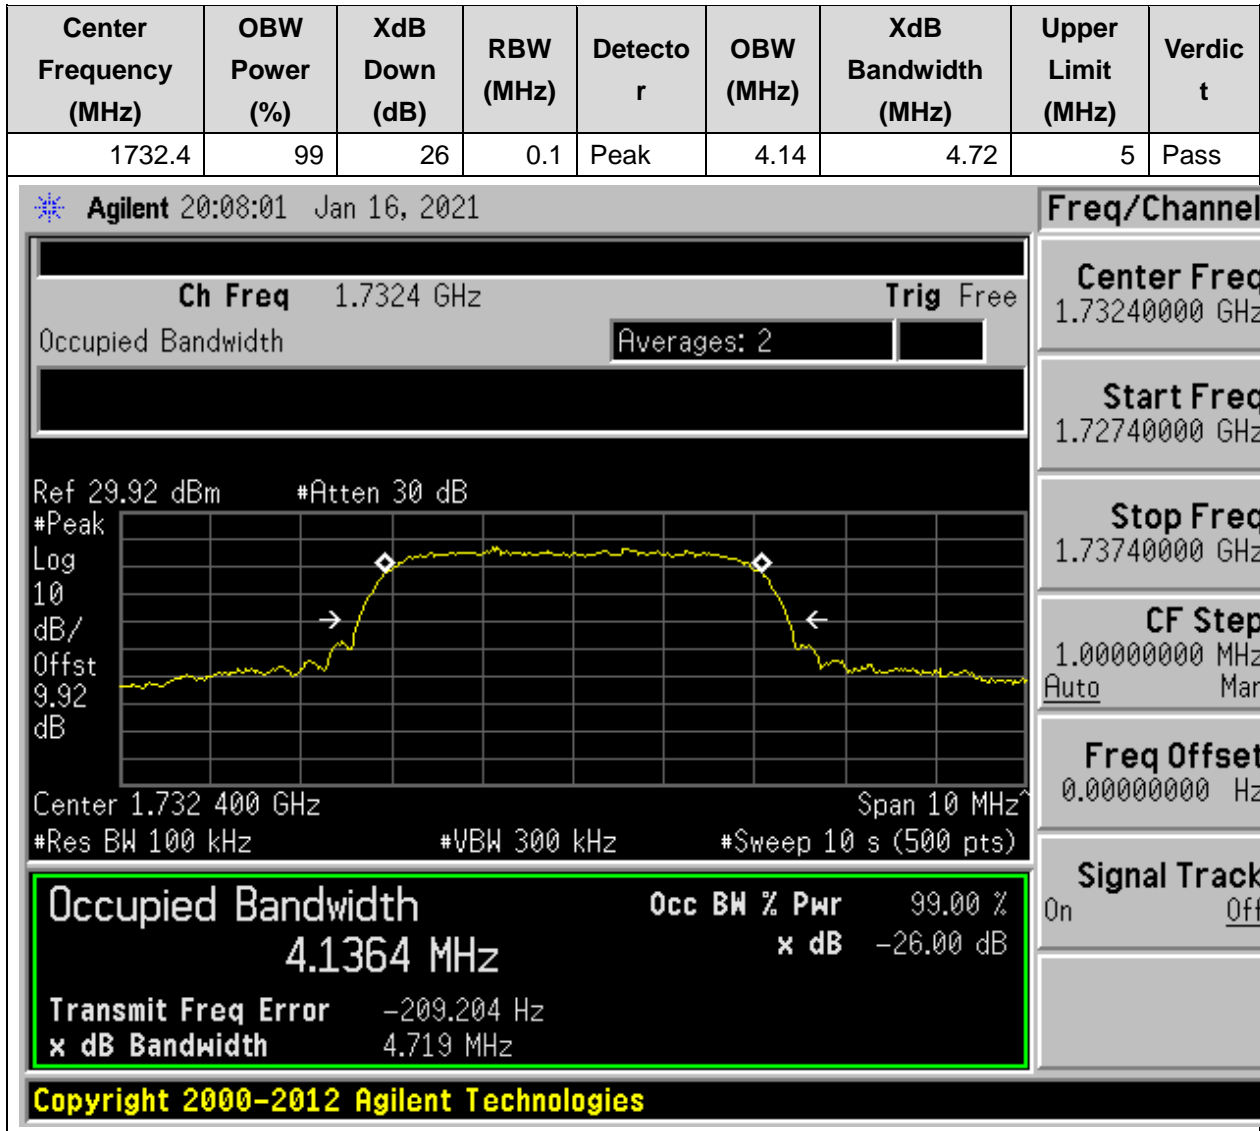 Center Frequency (MHz) OBW Power (%) XdB Down (dB) RBW (MHz) Detecto r OBW (MHz) XdB Bandwidth (MHz) Upper Limit (MHz) Verdic t
1732.4 99 26 0.1 Peak 4.14 4.72 5 Pass
Agilent 20:08:01 Jan 16, 2021
Freq/Channel
Ch Freq 1.7324 GHz Trig Free
Occupied Bandwidth Averages: 2
Center Freq
1.73240000 GHz
Start Freq
1.72740000 GHz
Stop Freq
1.73740000 GHz
CF Step
1.00000000 MHz
Auto Man
Freq Offset
0.00000000 Hz
Signal Track
On Off
Ref 29.92 dBm #Atten 30 dB
#Peak
Log
10
dB/
Offst
9.92
dB
Center 1.732 400 GHz Span 10 MHz^
#Res BW 100 kHz #VBW 300 kHz #Sweep 10 s (500 pts)
Occupied Bandwidth Occ BW % Pwr 99.00 %
4.1364 MHz x dB -26.00 dB
Transmit Freq Error -209.204 Hz
x dB Bandwidth 4.719 MHz
Copyright 2000-2012 Agilent Technologies